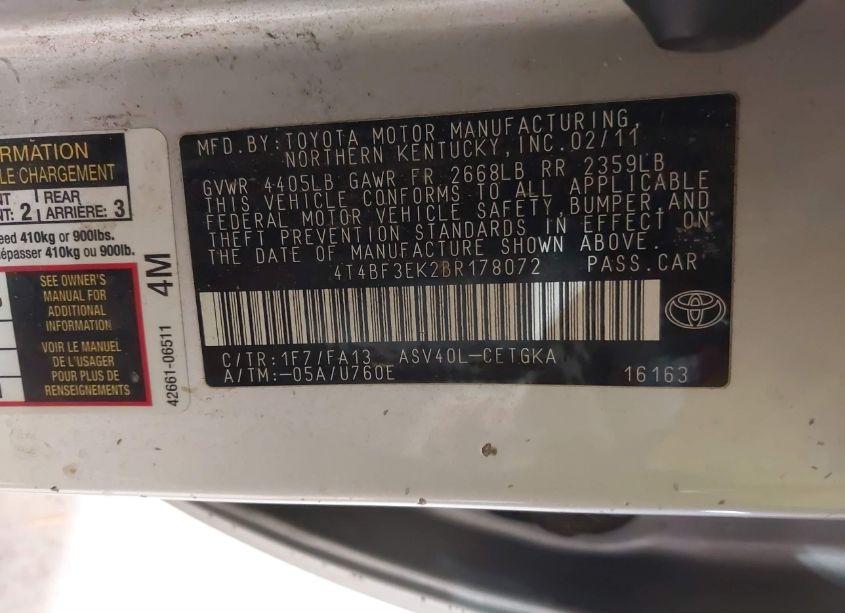 RMATION
LE CHARGEMENT
NT | REAR
NT: 2 | ARRIÈRE: 3
eed 410kg or 900lbs.
épasser 410 kg ou 900lb.
SEE OWNER'S
MANUAL FOR
ADDITIONAL
INFORMATION
VOIR LE MANUEL
DE L'USAGER
POUR PLUS DE
RENSEIGNEMENTS
4M
42661-06511
MFD.BY: TOYOTA MOTOR MANUFACTURING,
NORTHERN KENTUCKY, INC. 02/11
GVWR 4405LB GAWR FR 2668LB RR 2359LB
THIS VEHICLE CONFORMS TO ALL APPLICABLE
FEDERAL MOTOR VEHICLE SAFETY, BUMPER, AND
THEFT PREVENTION STANDARDS IN EFFECT ON
THE DATE OF MANUFACTURE SHOWN ABOVE.
4T4BF3EK2BR178072 PASS.CAR
C/TR: 1F7/FA13 ASV40L-CETGKA
A/TM: -05A/U760E
16163